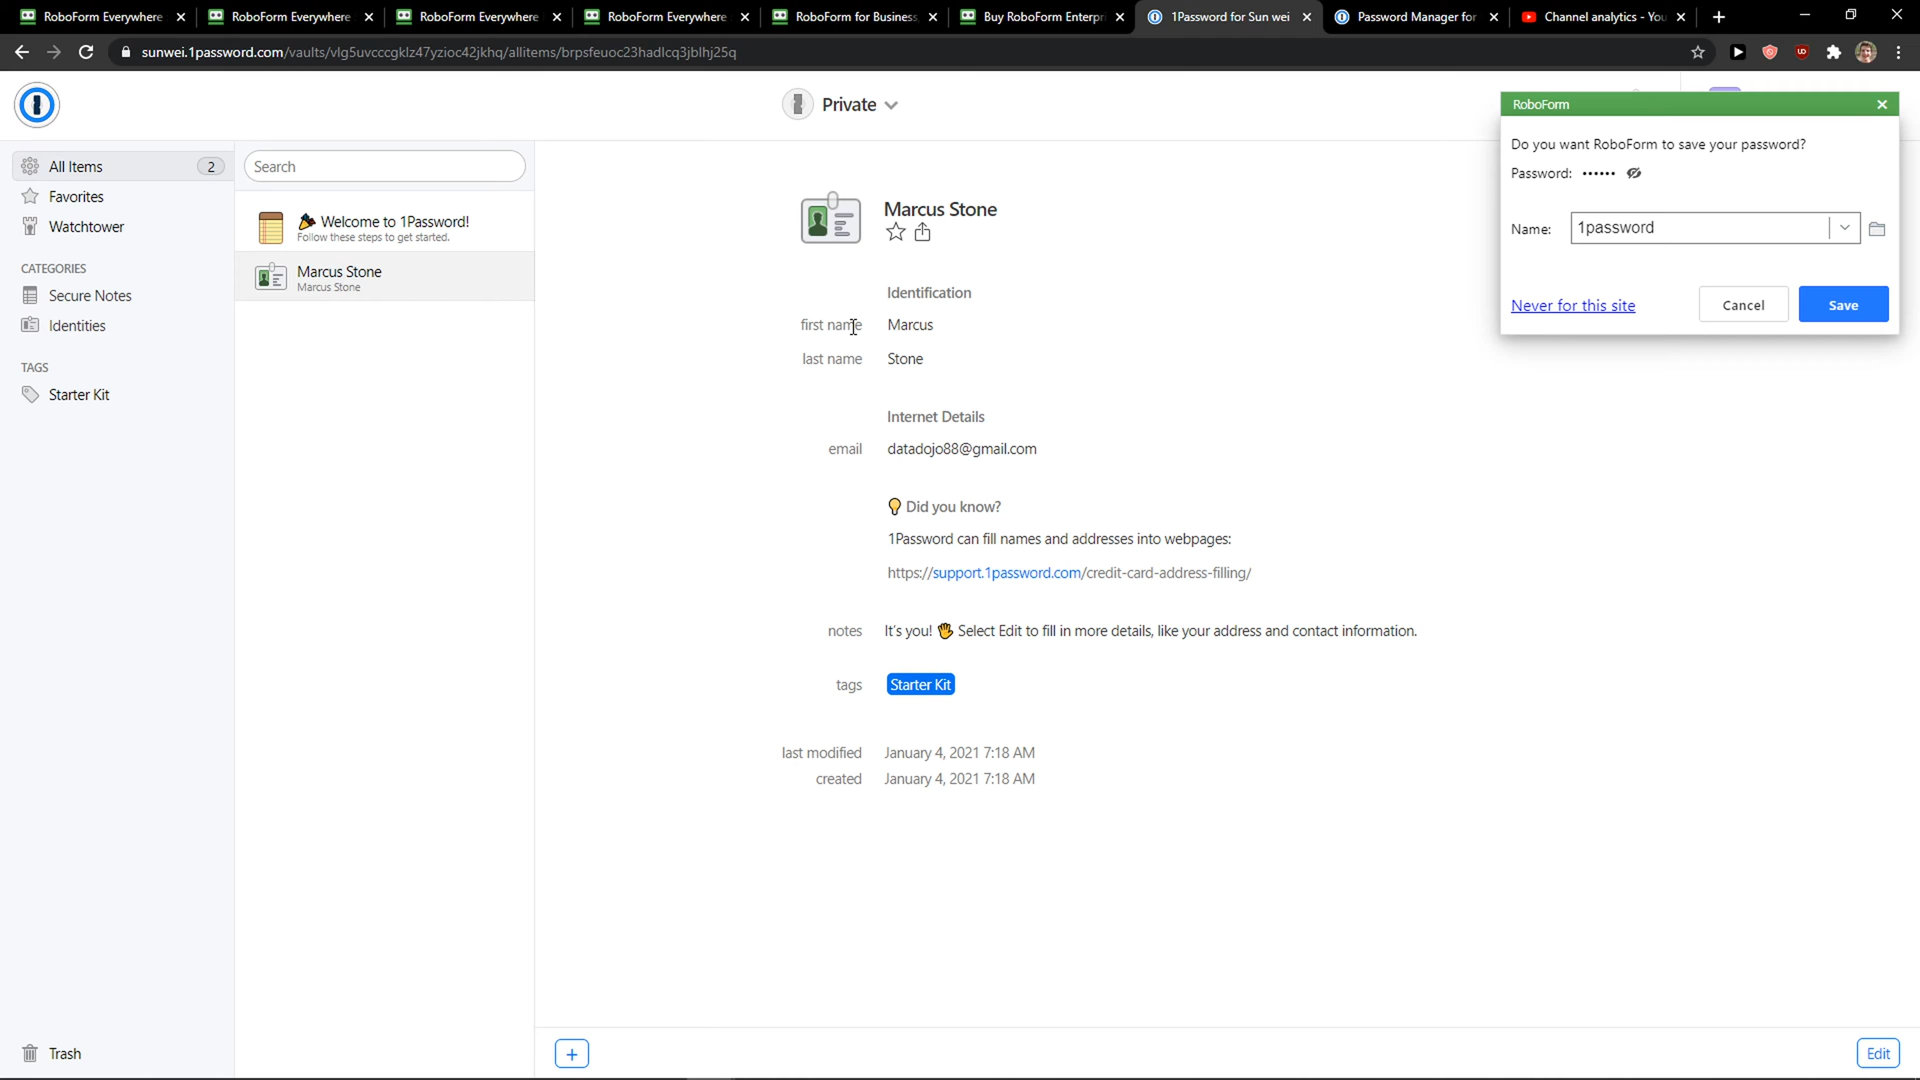 RoboForm Everywhere
RoboForm Everywhere
RoboForm Everywhere
RoboForm Everywhere
RoboForm for Business
Buy RoboForm Enterpri
1Password for Sun wei
Password Manager for
Channel analytics - You
sunwei.1password.com/vaults/vlg5uvcccgklz47yzioc42jkhq/allitems/brpsfeuoc23hadlcq3jblhj25q
Private
RoboForm
Do you want RoboForm to save your password?
Password: ••••••
Name: 1password
Never for this site
Cancel
Save
All Items 2
Favorites
Watchtower
CATEGORIES
Secure Notes
Identities
TAGS
Starter Kit
Trash
Search
Welcome to 1Password!
Follow these steps to get started.
Marcus Stone
Marcus Stone
Marcus Stone
Identification
first name Marcus
last name Stone
Internet Details
email datadojo88@gmail.com
Did you know?
1Password can fill names and addresses into webpages:
https://support.1password.com/credit-card-address-filling/
notes It's you! 👋 Select Edit to fill in more details, like your address and contact information.
tags Starter Kit
last modified January 4, 2021 7:18 AM
created January 4, 2021 7:18 AM
+
Edit